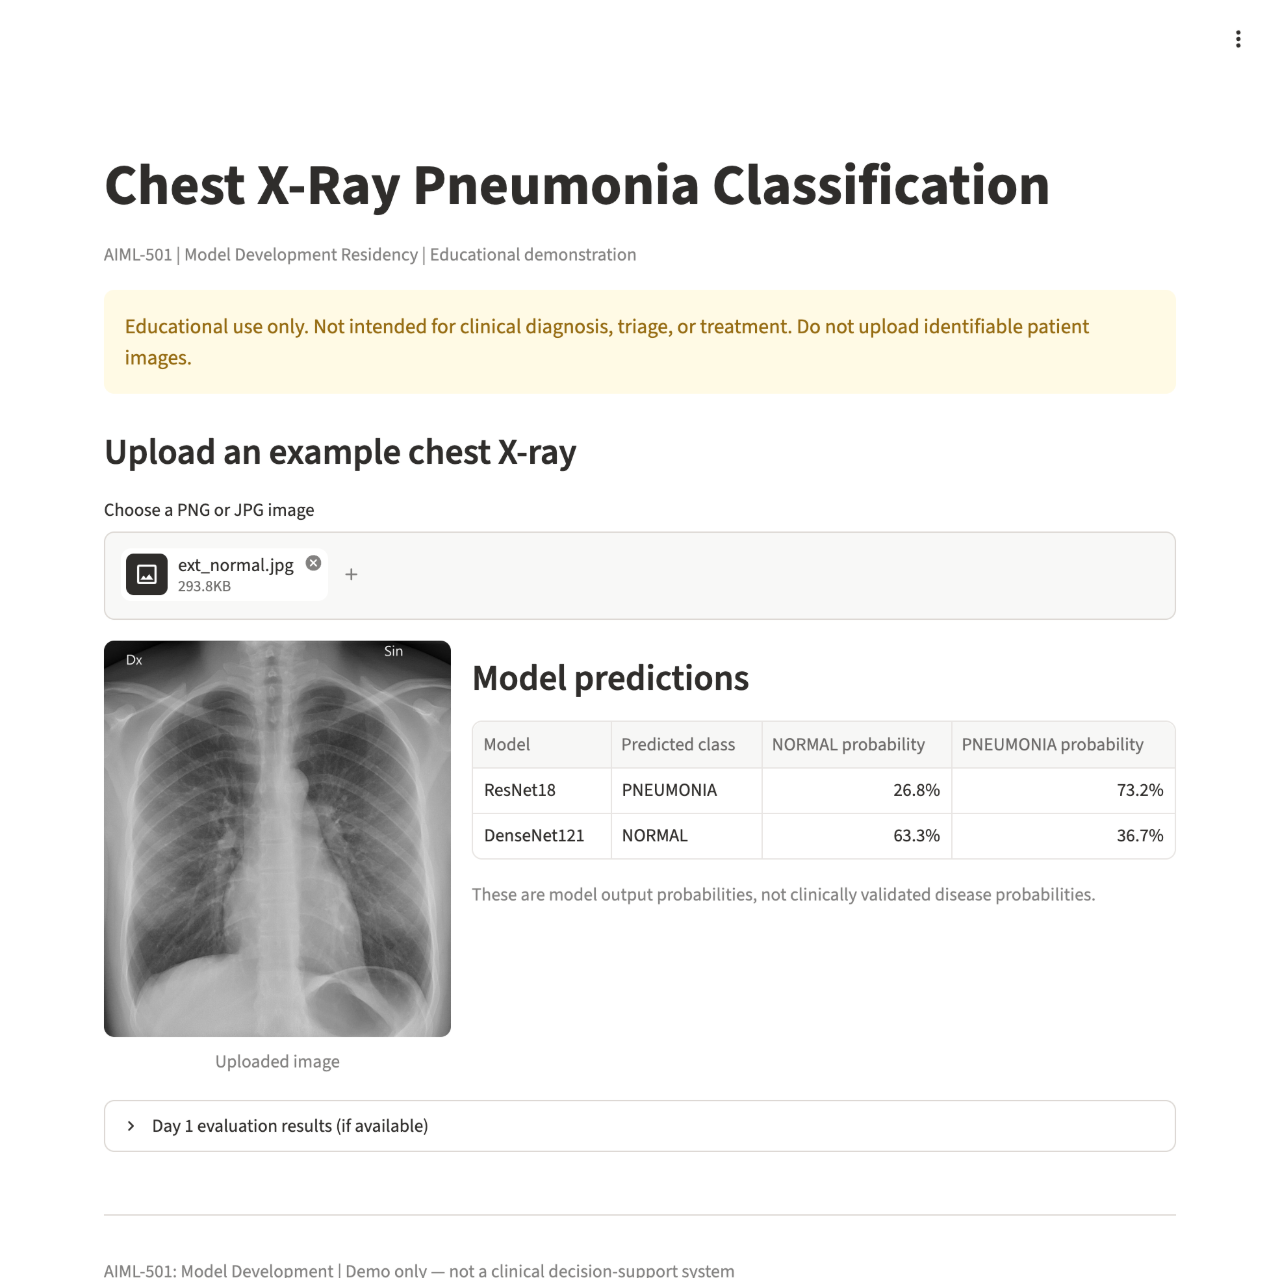 Chest X-Ray Pneumonia Classification
AIML-501 | Model Development Residency | Educational demonstration
Educational use only. Not intended for clinical diagnosis, triage, or treatment. Do not upload identifiable patient
images.
Upload an example chest X-ray
Choose a PNG or JPG image
ext_normal.jpg
293.8KB
Dx
Sin
Uploaded image
Model predictions
Model Predicted class NORMAL probability PNEUMONIA probability
ResNet18 PNEUMONIA 26.8% 73.2%
DenseNet121 NORMAL 63.3% 36.7%
These are model output probabilities, not clinically validated disease probabilities.
Day 1 evaluation results (if available)
AIML-501: Model Development | Demo only — not a clinical decision-support system